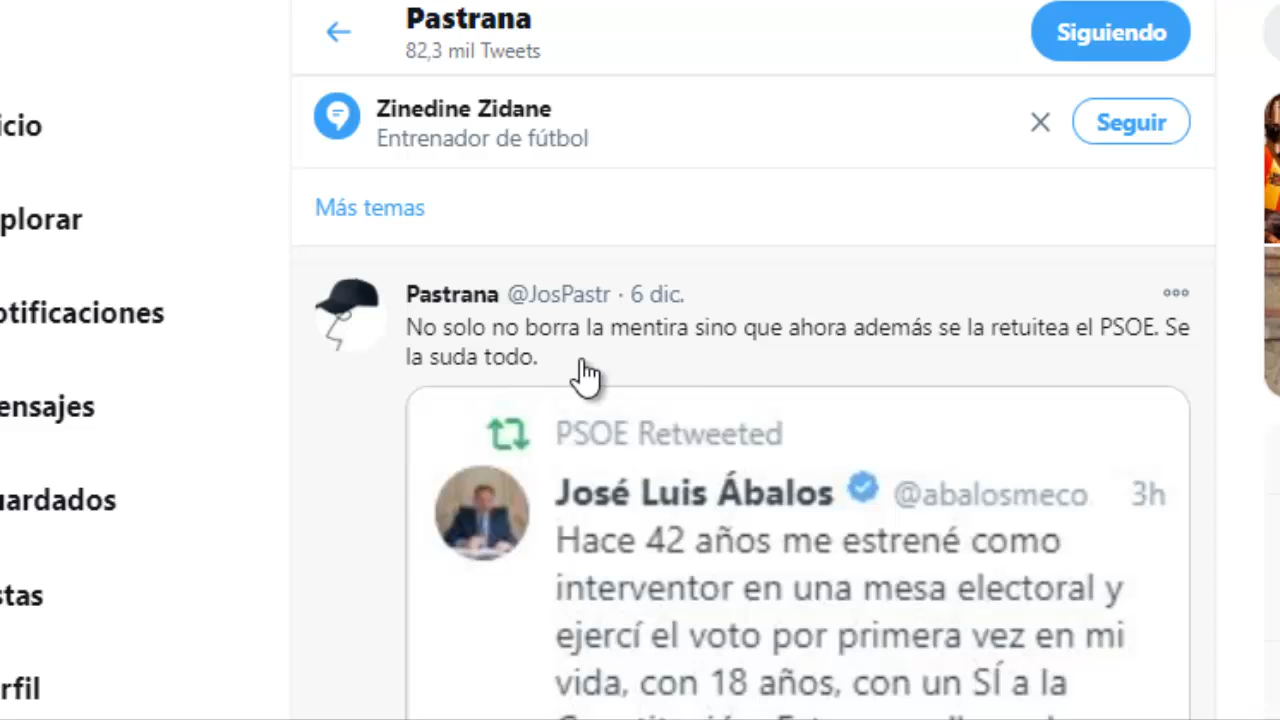 Pastrana
82,3 mil Tweets
Siguiendo
Zinedine Zidane
Entrenador de fútbol
Seguir
Más temas
icio
plorar
otificaciones
ensajes
uardados
stas
rfil
Pastrana @JosPastr · 6 dic.
No solo no borra la mentira sino que ahora además se la retuitea el PSOE. Se
la suda todo.
PSOE Retweeted
José Luis Ábalos @abalosmeco 3h
Hace 42 años me estrené como
interventor en una mesa electoral y
ejercí el voto por primera vez en mi
vida, con 18 años, con un SÍ a la